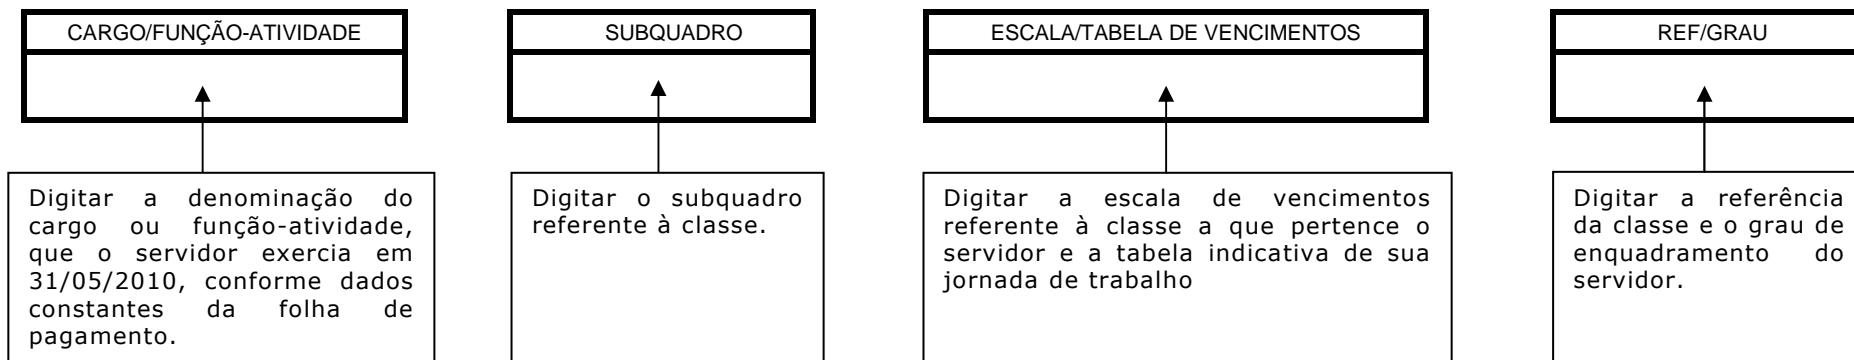 CARGO/FUNÇÃO-ATIVIDADE
SUBQUADRO
ESCALA/TABELA DE VENCIMENTOS
REF/GRAU
Digitar a denominação do
cargo ou função-atividade,
que o servidor exercia em
31/05/2010, conforme dados
constantes da folha de
pagamento.
Digitar o subquadro
referente à classe.
Digitar a escala de vencimentos
referente à classe a que pertence o
servidor e a tabela indicativa de sua
jornada de trabalho
Digitar a referência
da classe e o grau de
enquadramento do
servidor.